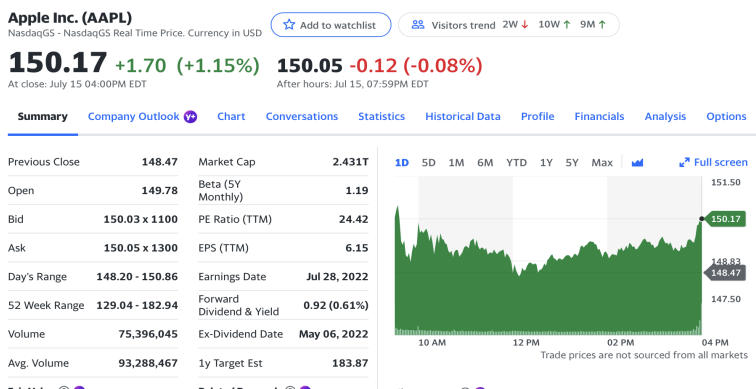 Apple Inc. (AAPL)
NasdaqGS - NasdaqGS Real Time Price. Currency in USD
Add to watchlist
Visitors trend 2W ↓ 10W ↑ 9M ↑
150.17 +1.70 (+1.15%)
At close: July 15 04:00PM EDT
150.05 -0.12 (-0.08%)
After hours: Jul 15, 07:59PM EDT
Summary Company Outlook Y+ Chart Conversations Statistics Historical Data Profile Financials Analysis Options
Previous Close 148.47
Open 149.78
Bid 150.03 x 1100
Ask 150.05 x 1300
Day's Range 148.20 - 150.86
52 Week Range 129.04 - 182.94
Volume 75,396,045
Avg. Volume 93,288,467
Market Cap 2.431T
Beta (5Y
Monthly) 1.19
PE Ratio (TTM) 24.42
EPS (TTM) 6.15
Earnings Date Jul 28, 2022
Forward
Dividend & Yield 0.92 (0.61%)
Ex-Dividend Date May 06, 2022
1y Target Est 183.87
1D 5D 1M 6M YTD 1Y 5Y Max Full screen
151.50
150.17
148.83
148.47
147.50
10 AM 12 PM 02 PM 04 PM
Trade prices are not sourced from all markets